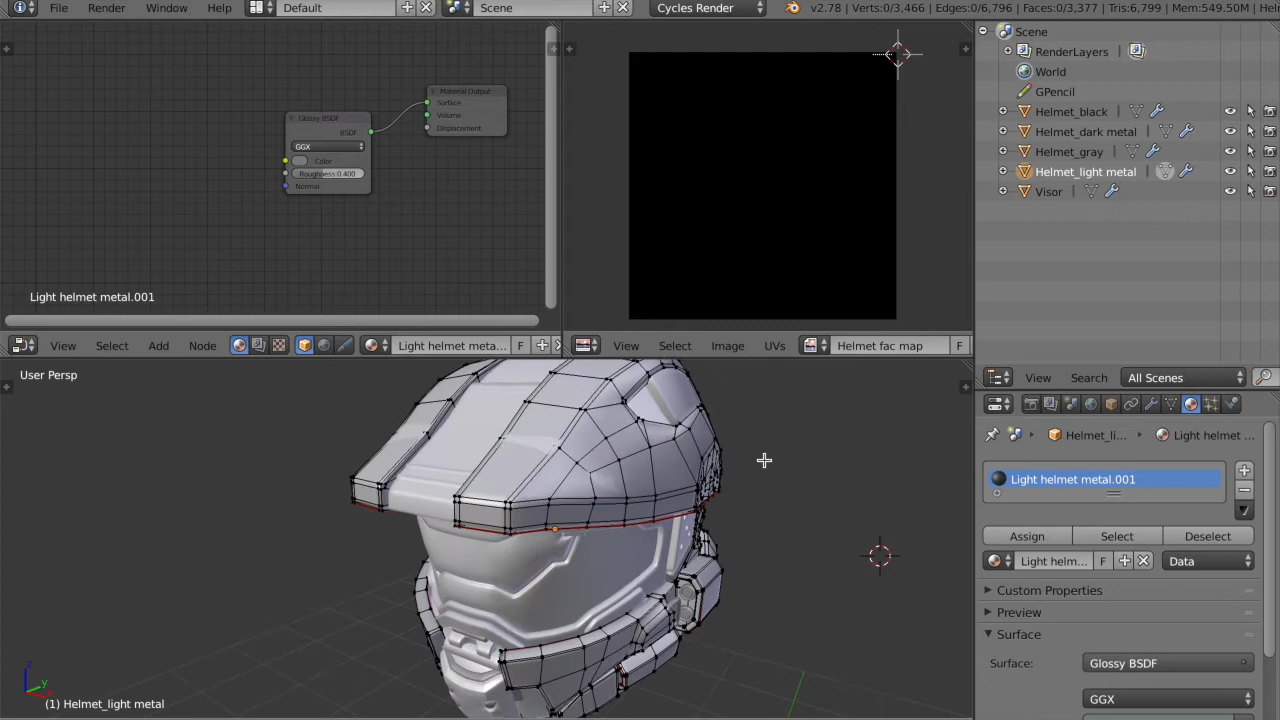 File Render Window Help Default Scene Cycles Render v2.78 | Verts:0/3,466 | Edges:0/6,796 | Faces:0/3,377 | Tris:6,799 | Mem:549.50M |
Material Output
Surface
Volume
Displacement
Glossy BSDF
BSDF
GGX
Color
Roughness:0.400
Normal
Light helmet metal.001
View Select Add Node Light helmet meta... F
View Select Image UVs Helmet fac map F
Scene
RenderLayers
World
GPencil
Helmet_black
Helmet_dark metal
Helmet_gray
Helmet_light metal
Visor
View Search All Scenes
Helmet_li... Light helmet ...
Light helmet metal.001
Assign Select Deselect
Light helm... F Data
Custom Properties
Preview
Surface
Surface: Glossy BSDF
GGX
User Persp
z
y
x
(1) Helmet_light metal